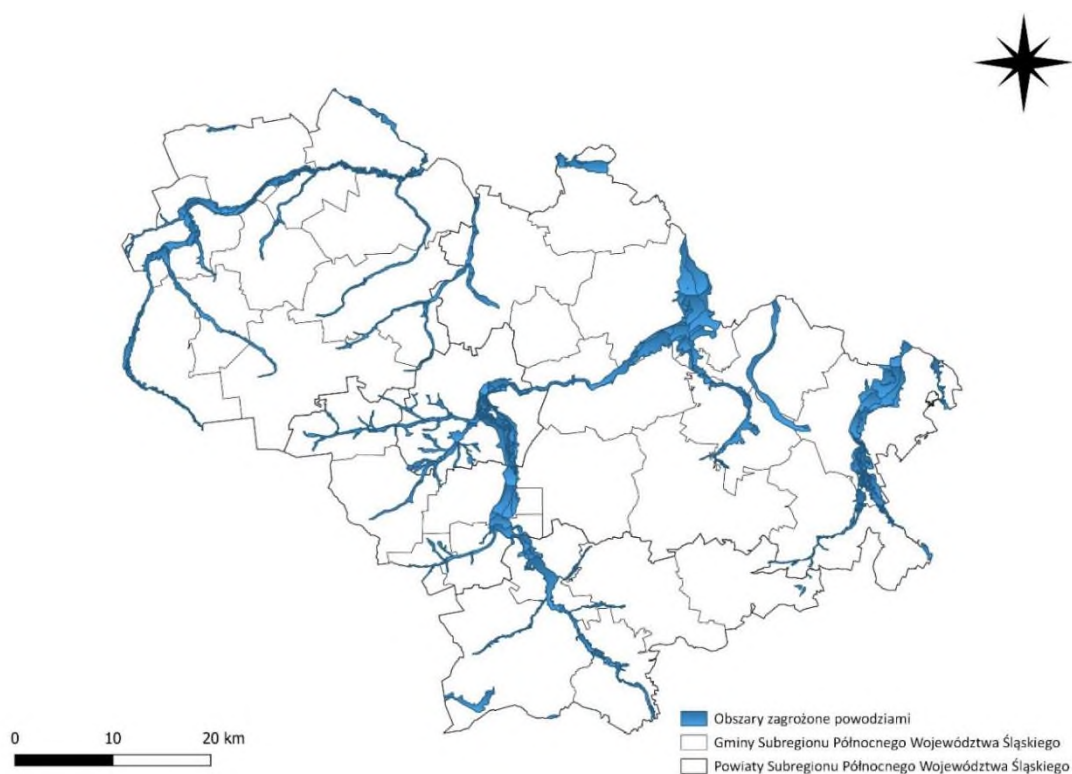 0 10 20 km
Obszary zagrożone powodziami
Gminy Subregionu Północnego Województwa Śląskiego
Powiaty Subregionu Północnego Województwa Śląskiego